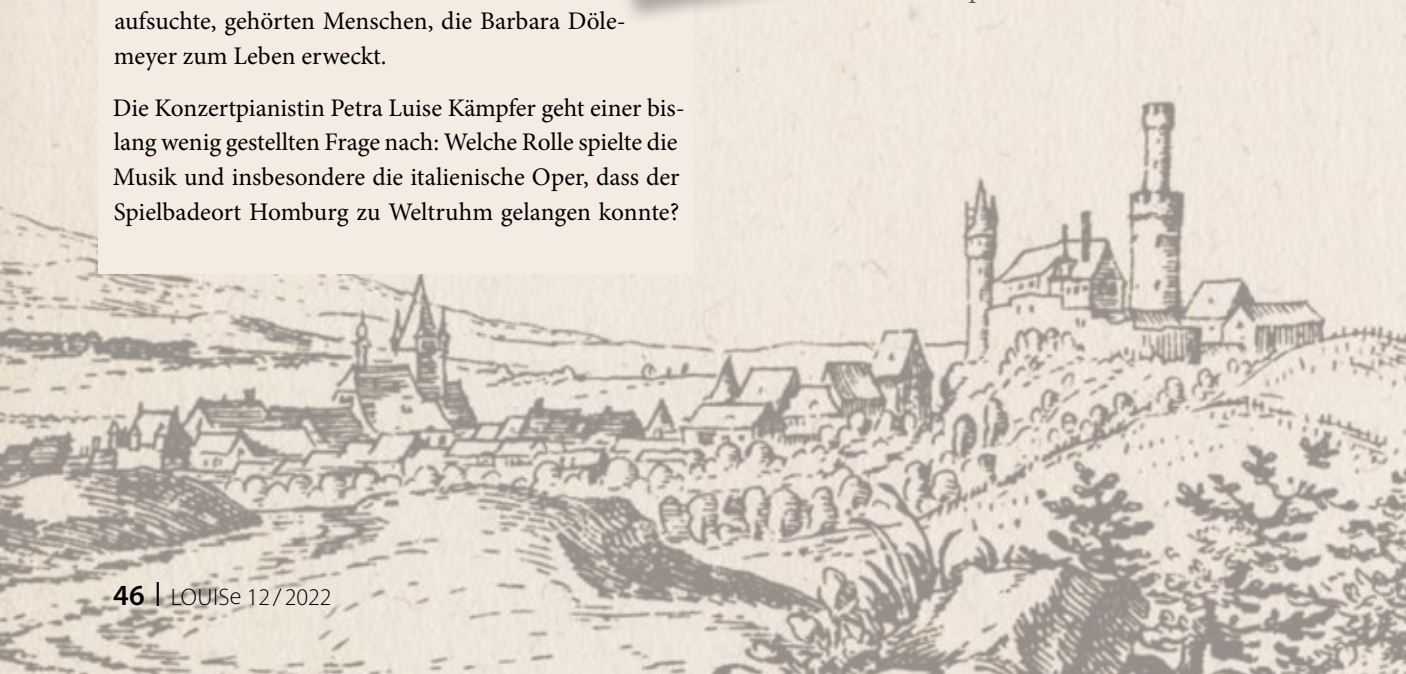 aufsuchte, gehörten Menschen, die Barbara Döle-
meyer zum Leben erweckt.
Die Konzertpianistin Petra Luise Kämpfer geht einer bis-
lang wenig gestellten Frage nach: Welche Rolle spielte die
Musik und insbesondere die italienische Oper, dass der
Spielbadeort Homburg zu Weltruhm gelangen konnte?
46 | LOUISe 12/2022